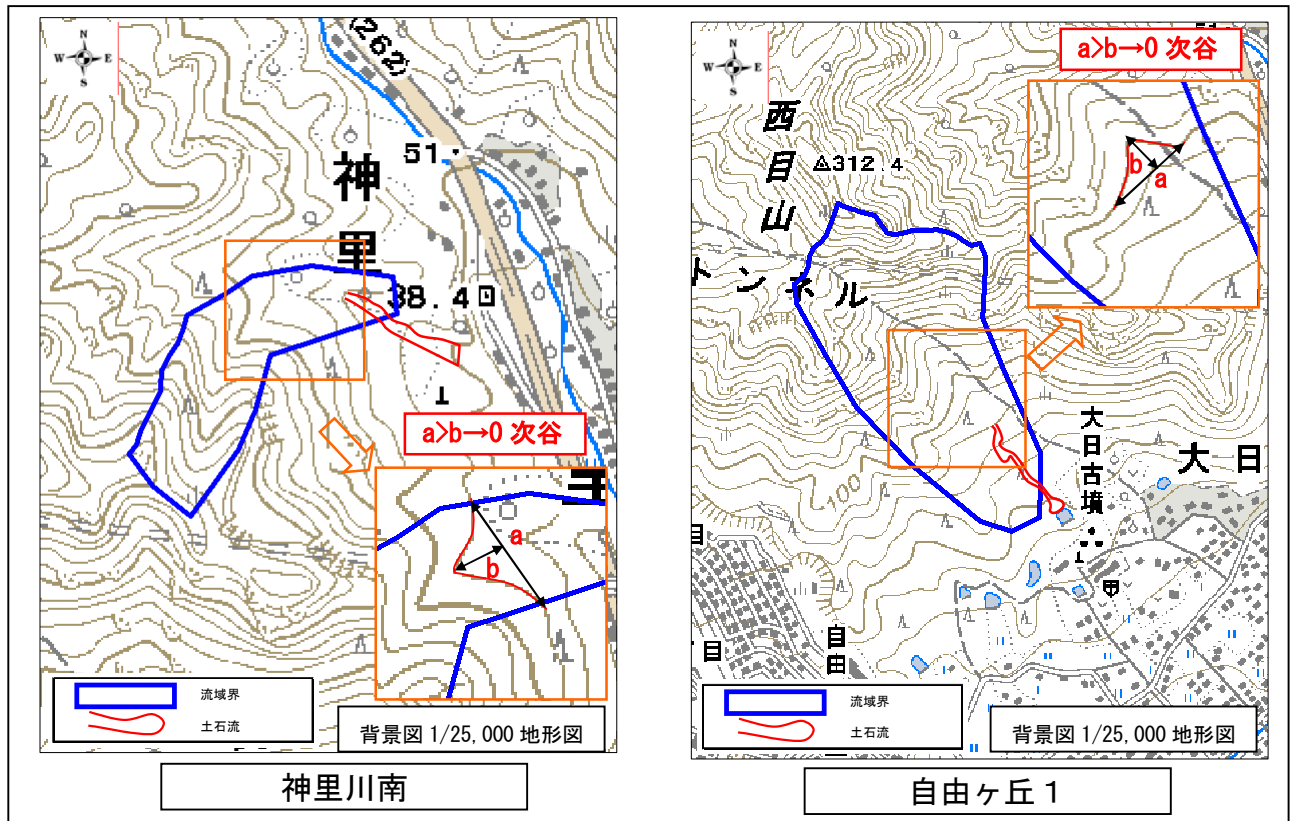 N
W E
S
(262)
51
神里
38.4
a>b→0 次谷
a
b
流域界
土石流
背景図 1/25,000 地形図
神里川南
N
W E
S
a>b→0 次谷
b
a
西目山
312.4
トンネル
100
大日古墳
大日
自由
目
流域界
土石流
背景図 1/25,000 地形図
自由ヶ丘１